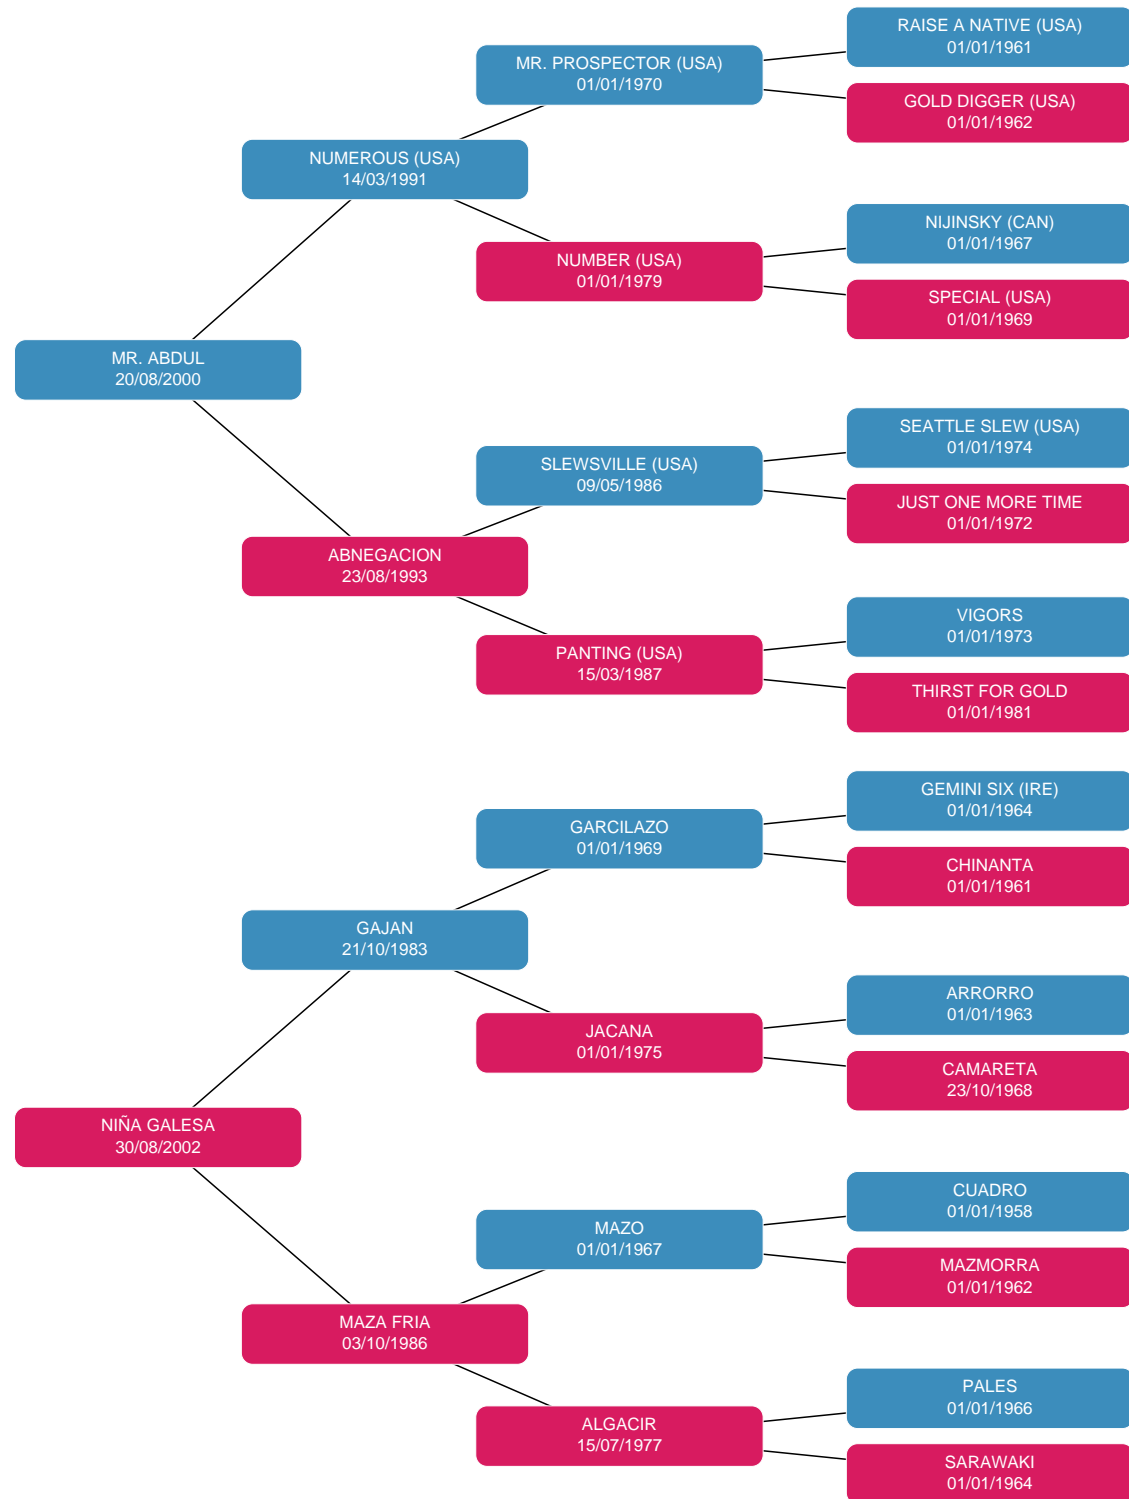 RAISE A NATIVE (USA)
01/01/1961
MR. PROSPECTOR (USA)
01/01/1970
GOLD DIGGER (USA)
01/01/1962
NUMEROUS (USA)
14/03/1991
NIJINSKY (CAN)
01/01/1967
NUMBER (USA)
01/01/1979
SPECIAL (USA)
01/01/1969
MR. ABDUL
20/08/2000
SEATTLE SLEW (USA)
01/01/1974
SLEWSVILLE (USA)
09/05/1986
JUST ONE MORE TIME
01/01/1972
ABNEGACION
23/08/1993
VIGORS
01/01/1973
PANTING (USA)
15/03/1987
THIRST FOR GOLD
01/01/1981
GEMINI SIX (IRE)
01/01/1964
GARCILAZO
01/01/1969
CHINANTA
01/01/1961
GAJAN
21/10/1983
ARRORRO
01/01/1963
JACANA
01/01/1975
CAMARETA
23/10/1968
NIÑA GALESA
30/08/2002
CUADRO
01/01/1958
MAZO
01/01/1967
MAZMORRA
01/01/1962
MAZA FRIA
03/10/1986
PALES
01/01/1966
ALGACIR
15/07/1977
SARAWAKI
01/01/1964